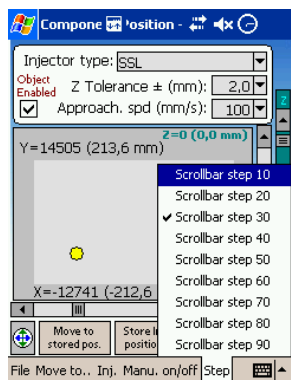 Compone Position -
Injector type: SSL
Object Enabled
Z Tolerance ± (mm): 2,0
Approach. spd (mm/s): 100
Z
Z=0 (0,0 mm)
Y=14505 (213,6 mm)
Scrollbar step 10
Scrollbar step 20
Scrollbar step 30
Scrollbar step 40
Scrollbar step 50
Scrollbar step 60
Scrollbar step 70
Scrollbar step 80
Scrollbar step 90
X=-12741 (-212,6
Move to stored pos.
Store positio
File Move to.. Inj. Manu. on/off Step